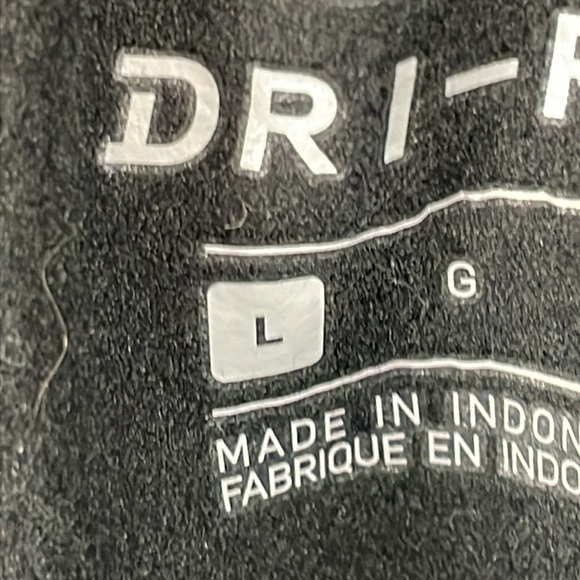 DRI-F
L G
MADE IN INDON
FABRIQUE EN INDO